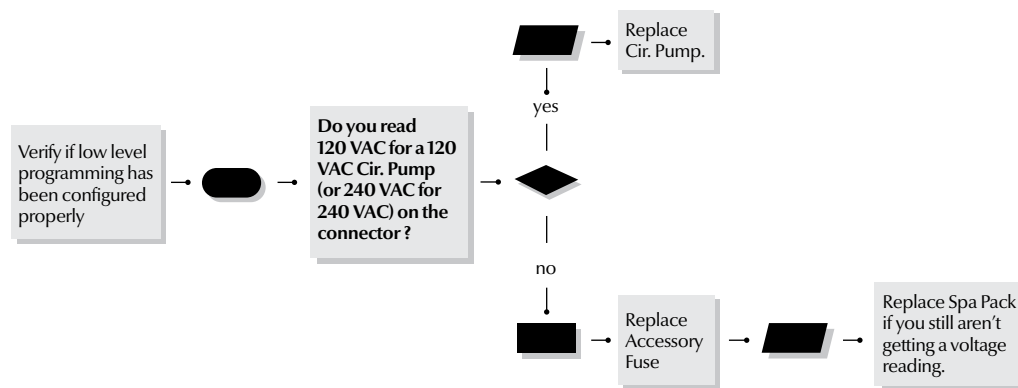 Verify if low level
programming has
been configured
properly
Do you read
120 VAC for a 120
VAC Cir. Pump
(or 240 VAC for
240 VAC) on the
connector ?
yes
Replace
Cir. Pump.
no
Replace
Accessory
Fuse
Replace Spa Pack
if you still aren't
getting a voltage
reading.